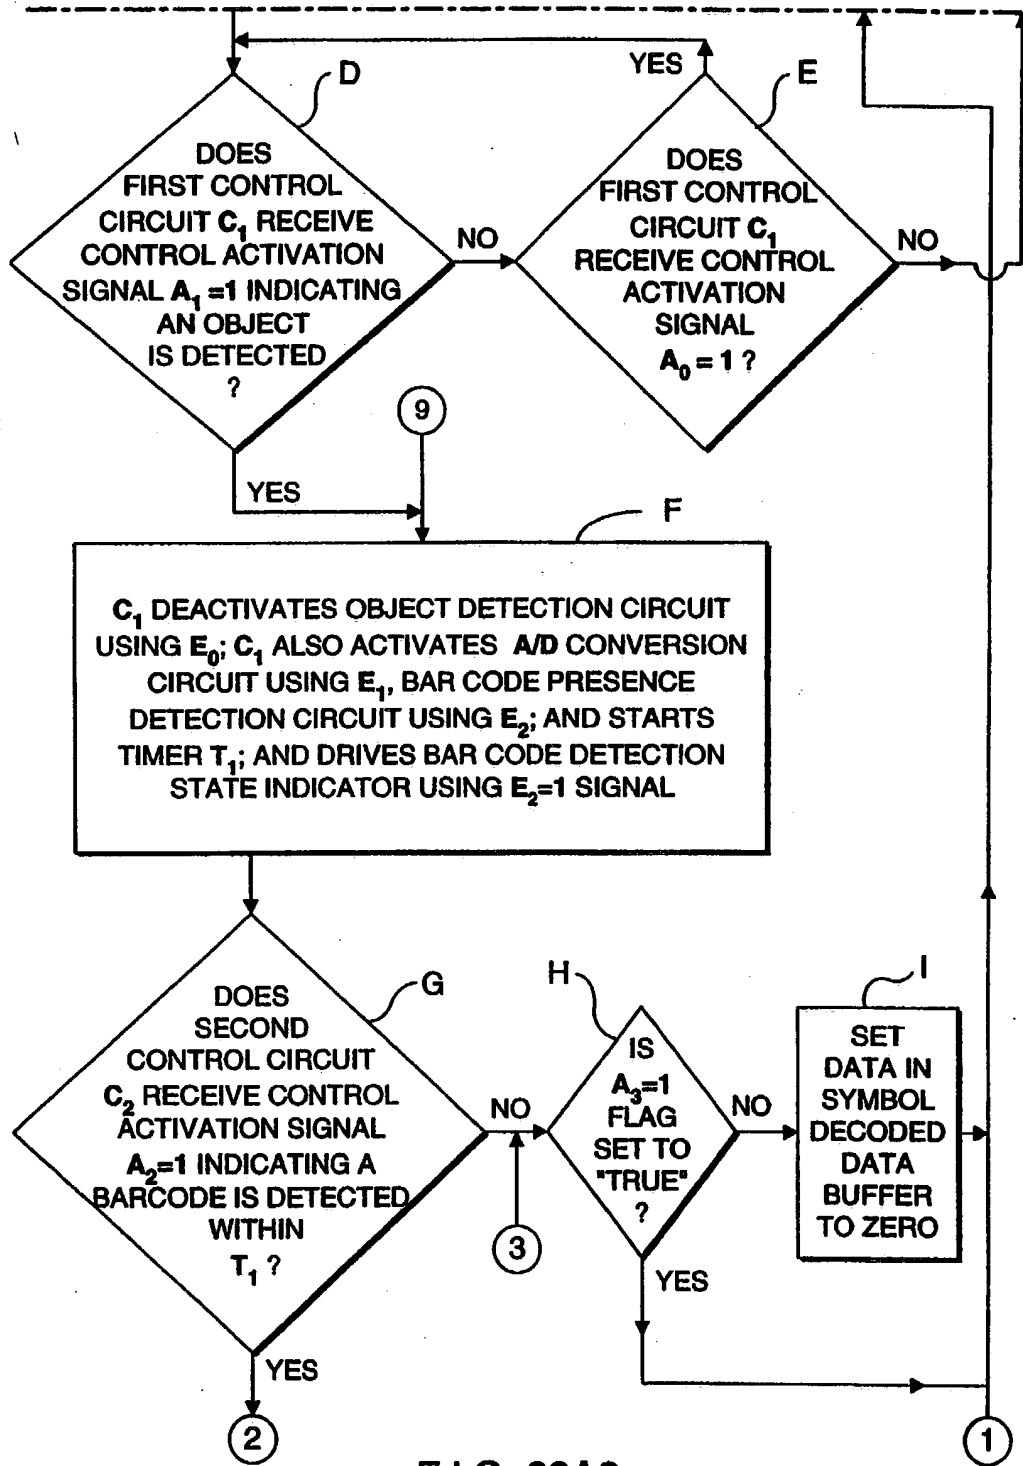 YES
D
E
DOES
FIRST CONTROL
CIRCUIT C₁ RECEIVE
CONTROL ACTIVATION
SIGNAL A₁ =1 INDICATING
AN OBJECT
IS DETECTED
?
NO
DOES
FIRST CONTROL
CIRCUIT C₁
RECEIVE CONTROL
ACTIVATION
SIGNAL
A₀ = 1 ?
NO
9
YES
F
C₁ DEACTIVATES OBJECT DETECTION CIRCUIT
USING E₀; C₁ ALSO ACTIVATES A/D CONVERSION
CIRCUIT USING E₁, BAR CODE PRESENCE
DETECTION CIRCUIT USING E₂; AND STARTS
TIMER T₁; AND DRIVES BAR CODE DETECTION
STATE INDICATOR USING E₂=1 SIGNAL
G
DOES
SECOND
CONTROL CIRCUIT
C₂ RECEIVE CONTROL
ACTIVATION SIGNAL
A₂=1 INDICATING A
BARCODE IS DETECTED
WITHIN
T₁ ?
NO
3
H
IS
A₃=1
FLAG
SET TO
"TRUE"
?
NO
I
SET
DATA IN
SYMBOL
DECODED
DATA
BUFFER
TO ZERO
YES
YES
2
1